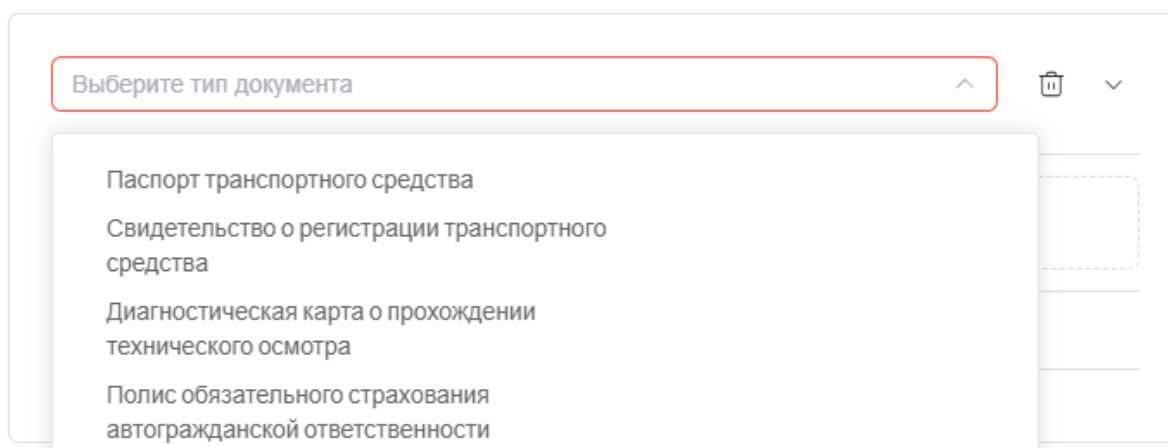 Выберите тип документа
Паспорт транспортного средства
Свидетельство о регистрации транспортного
средства
Диагностическая карта о прохождении
технического осмотра
Полис обязательного страхования
автогражданской ответственности